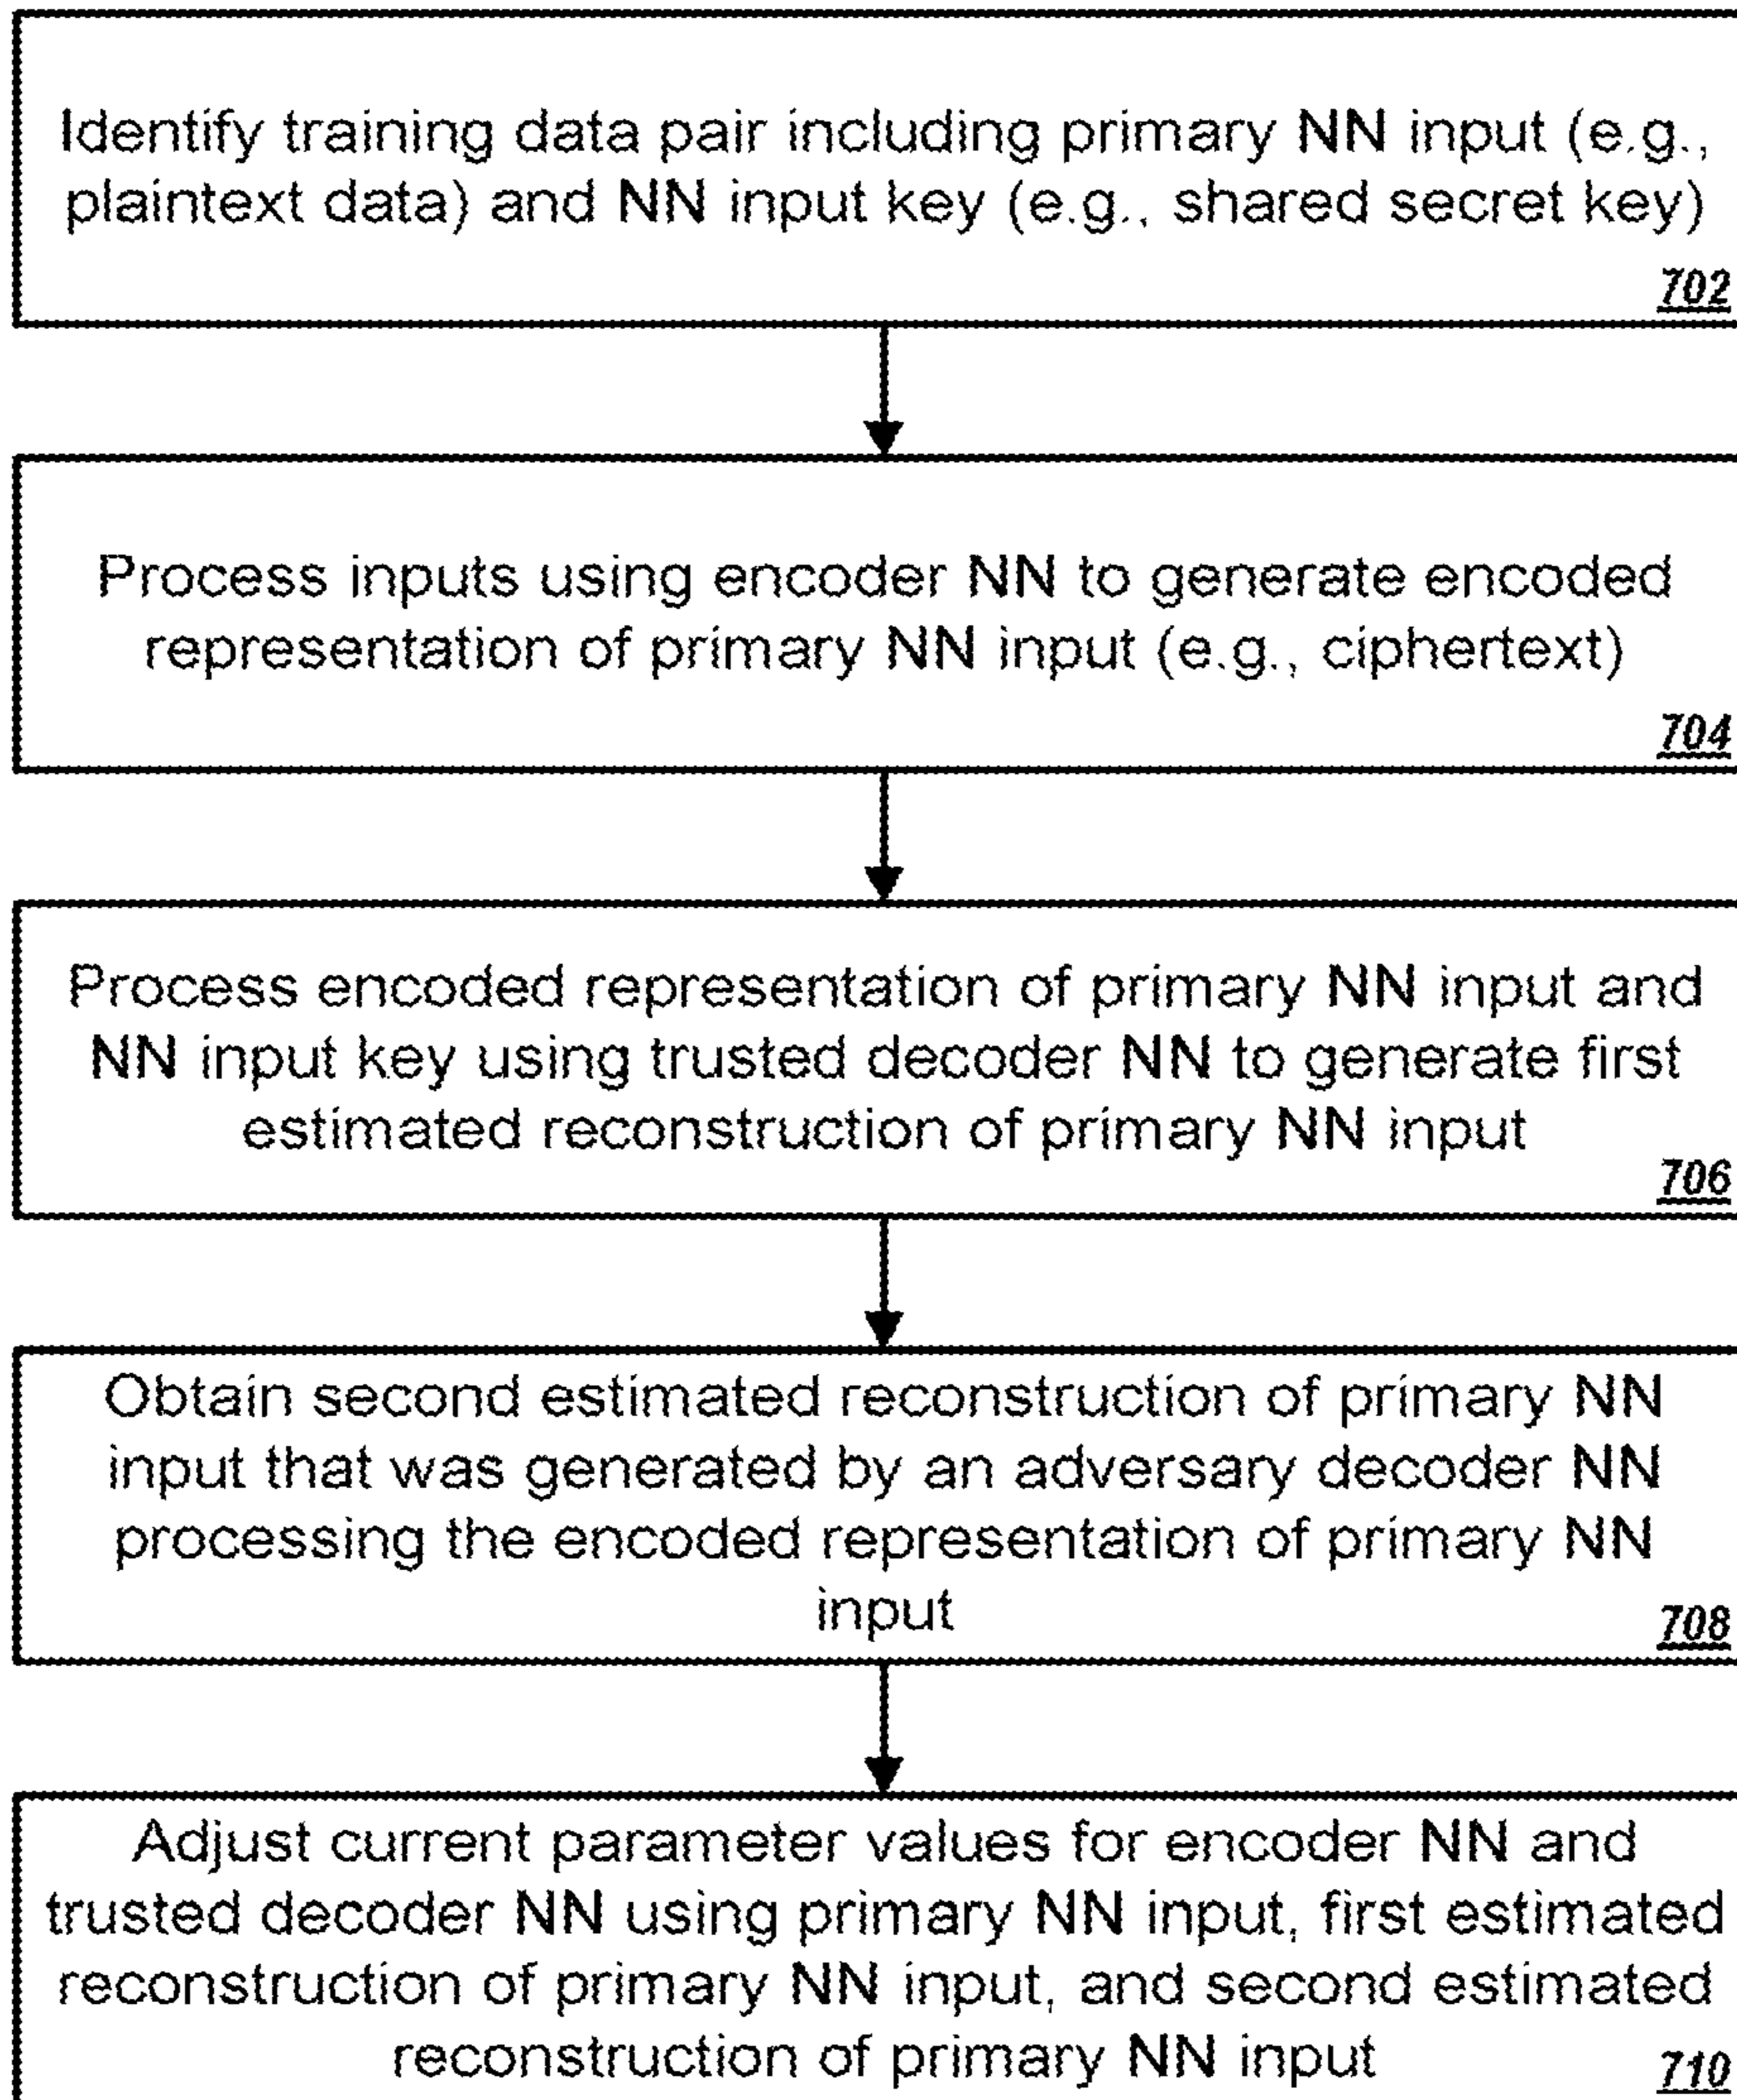 Identify training data pair including primary NN input (e.g.,
plaintext data) and NN input key (e.g., shared secret key)
702
Process inputs using encoder NN to generate encoded
representation of primary NN input (e.g., ciphertext)
704
Process encoded representation of primary NN input and
NN input key using trusted decoder NN to generate first
estimated reconstruction of primary NN input
706
Obtain second estimated reconstruction of primary NN
input that was generated by an adversary decoder NN
processing the encoded representation of primary NN
input
708
Adjust current parameter values for encoder NN and
trusted decoder NN using primary NN input, first estimated
reconstruction of primary NN input, and second estimated
reconstruction of primary NN input
710